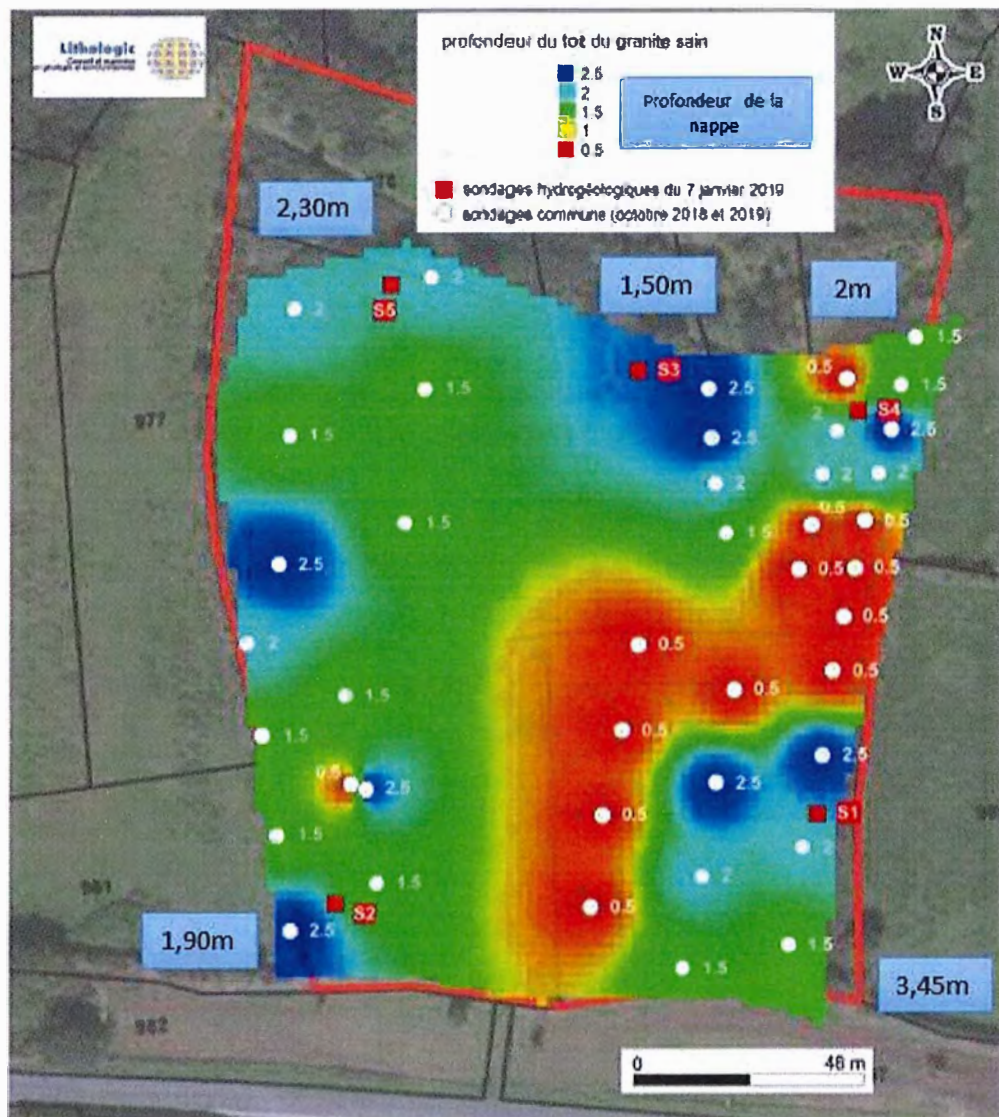 Lithologic
profondeur du toit du granite sain
2.5
2
1.5
1
0.5
Profondeur de la
nappe
sondages hydrogéologiques du 7 janvier 2019
sondages commune (octobre 2018 et 2019)
N
W
E
S
2,30m
1,50m
2m
2
S5
2
1.5
0.5
1.5
S3
2.5
1.5
S4
2
2.5
977
1.5
2.5
2
2
2
1.5
1.5
0.5
0.5
2.5
0.5
0.5
0.5
2
0.5
0.5
1.5
0.5
1.5
0.5
2.5
0.5
2.5
2.5
0.5
S1
1.5
2
981
1.5
2
S2
0.5
2.5
1,90m
1.5
1.5
3,45m
982
0
48 m